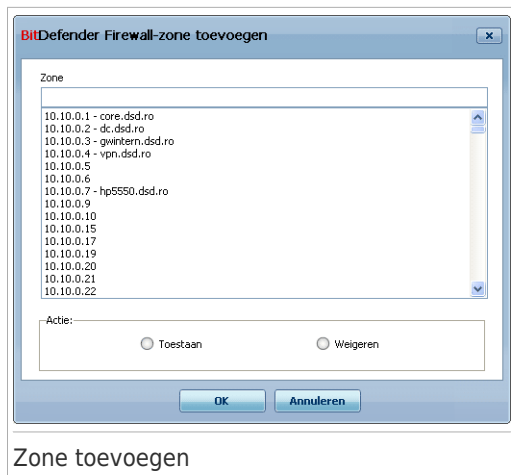 BitDefender Firewall-zone toevoegen
Zone
10.10.0.1 - core.dsd.ro
10.10.0.2 - dc.dsd.ro
10.10.0.3 - gwintern.dsd.ro
10.10.0.4 - vpn.dsd.ro
10.10.0.5
10.10.0.6
10.10.0.7 - hp5550.dsd.ro
10.10.0.9
10.10.0.10
10.10.0.15
10.10.0.17
10.10.0.19
10.10.0.20
10.10.0.21
10.10.0.22
Actie:
Toestaan Weigeren
OK Annuleren
Zone toevoegen